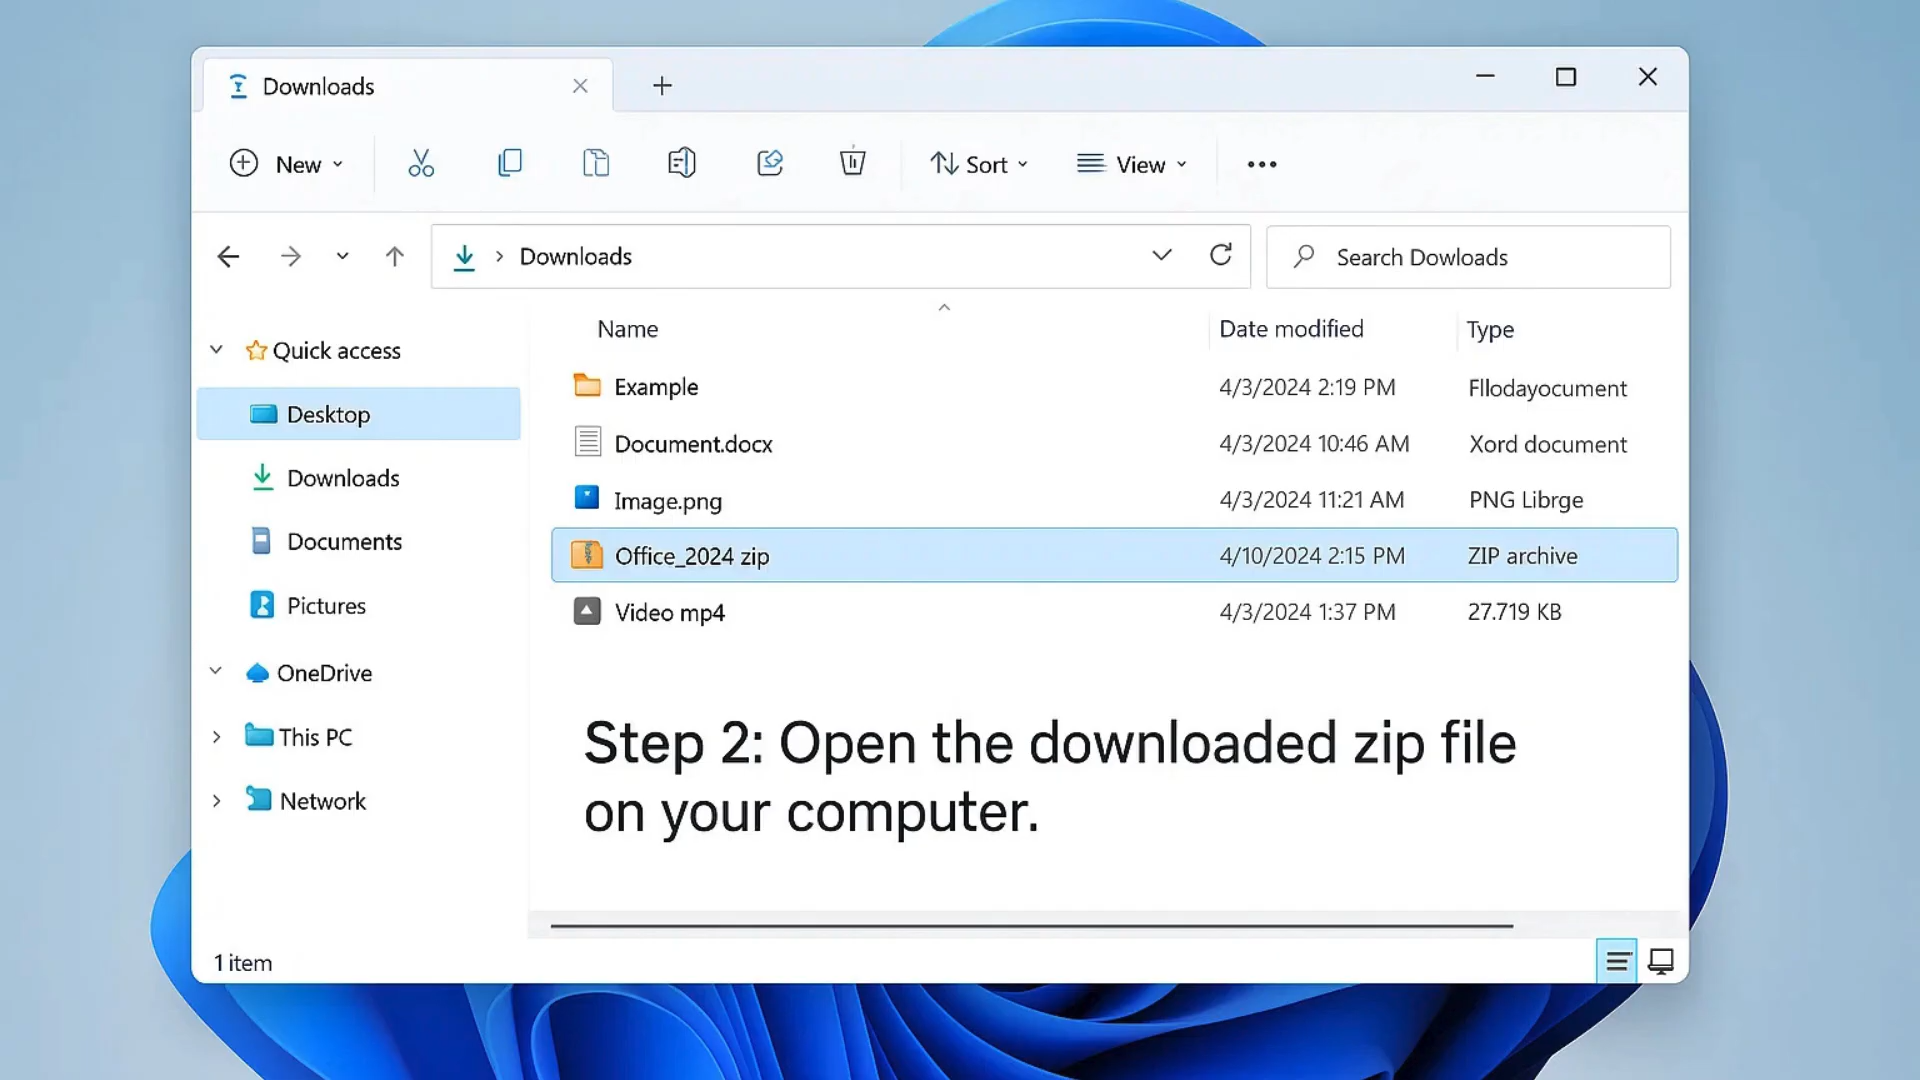 Downloads
New
Sort
View
Downloads
Search Dowloads
Name Date modified Type
Quick access
Desktop
Downloads
Documents
Pictures
OneDrive
This PC
Network
Example 4/3/2024 2:19 PM Fllodayocument
Document.docx 4/3/2024 10:46 AM Xord document
Image.png 4/3/2024 11:21 AM PNG Librge
Office_2024 zip 4/10/2024 2:15 PM ZIP archive
Video mp4 4/3/2024 1:37 PM 27.719 KB
Step 2: Open the downloaded zip file
on your computer.
1 item